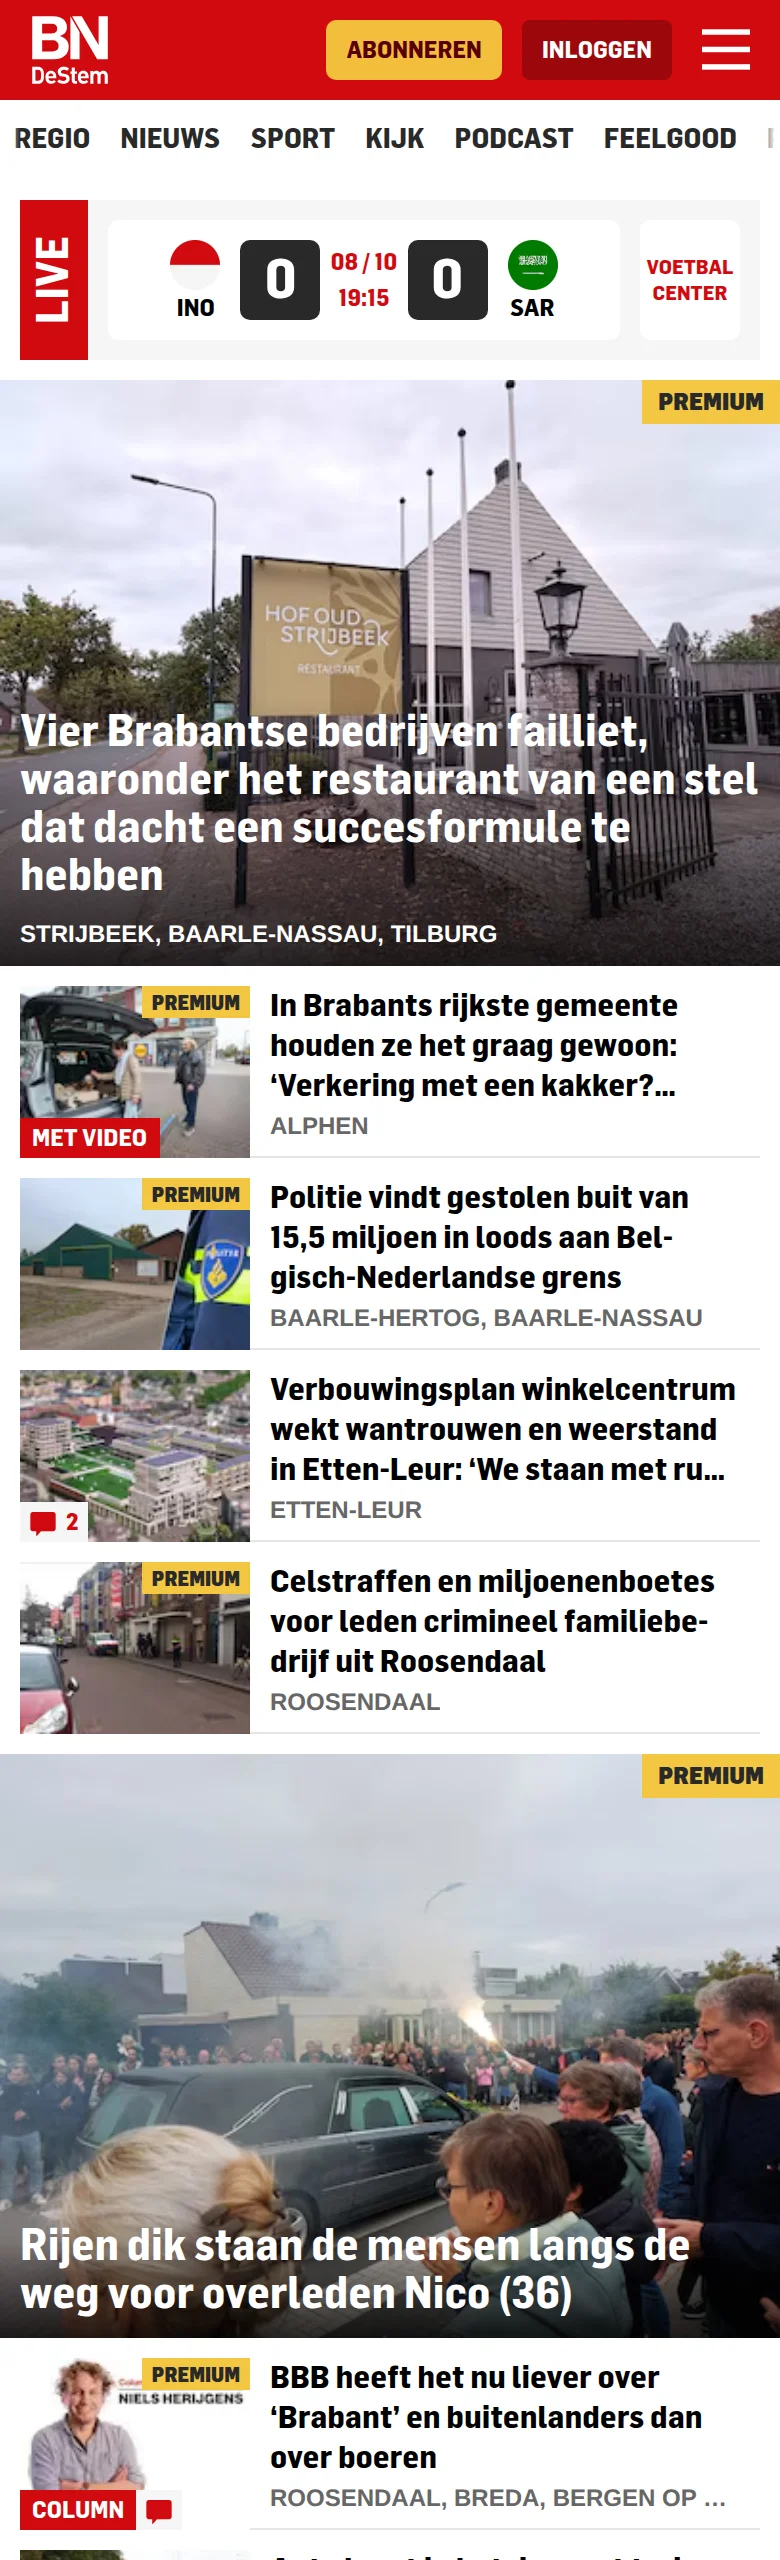 BN
DeStem
ABONNEREN
INLOGGEN
REGIO NIEUWS SPORT KIJK PODCAST FEELGOOD
LIVE
INO
0
08 / 10
19:15
0
SAR
VOETBAL
CENTER
PREMIUM
HOF OUD
STRIJBEEK
RESTAURANT
Vier Brabantse bedrijven failliet,
waaronder het restaurant van een stel
dat dacht een succesformule te
hebben
STRIJBEEK, BAARLE-NASSAU, TILBURG
PREMIUM
MET VIDEO
In Brabants rijkste gemeente
houden ze het graag gewoon:
‘Verkering met een kakker?...
ALPHEN
PREMIUM
POLITIE
Politie vindt gestolen buit van
15,5 miljoen in loods aan Bel-
gisch-Nederlandse grens
BAARLE-HERTOG, BAARLE-NASSAU
2
Verbouwingsplan winkelcentrum
wekt wantrouwen en weerstand
in Etten-Leur: ‘We staan met ru...
ETTEN-LEUR
PREMIUM
Celstraffen en miljoenenboetes
voor leden crimineel familiebe-
drijf uit Roosendaal
ROOSENDAAL
PREMIUM
Rijen dik staan de mensen langs de
weg voor overleden Nico (36)
PREMIUM
NIELS HERIJGENS
COLUMN
BBB heeft het nu liever over
‘Brabant’ en buitenlanders dan
over boeren
ROOSENDAAL, BREDA, BERGEN OP ...